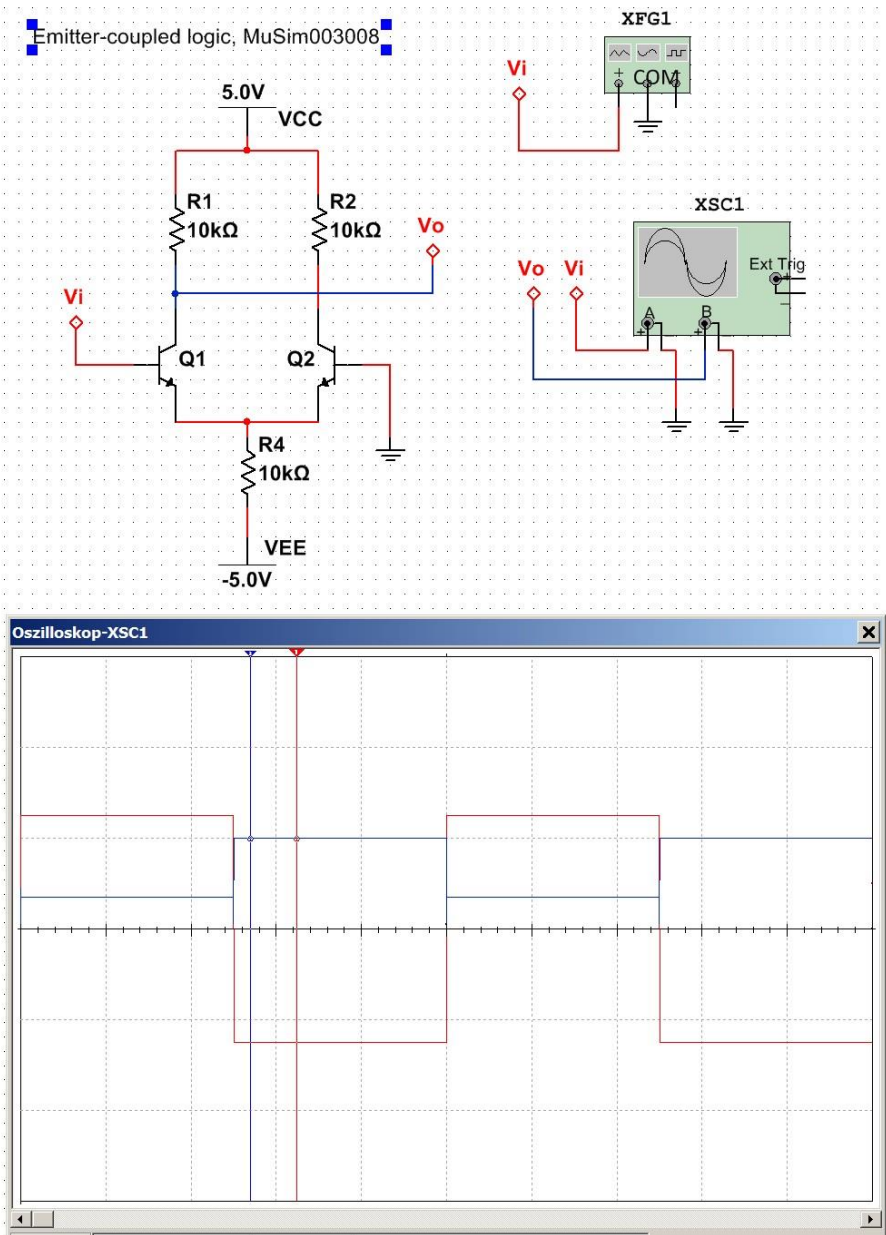 Emitter-coupled logic, MuSim003008
XFG1
COM
Vi
5.0V
VCC
R1
10kΩ
R2
10kΩ
Vo
XSC1
Ext Trig
Vo
Vi
A
B
Vi
Q1
Q2
R4
10kΩ
VEE
-5.0V
Oszilloskop-XSC1